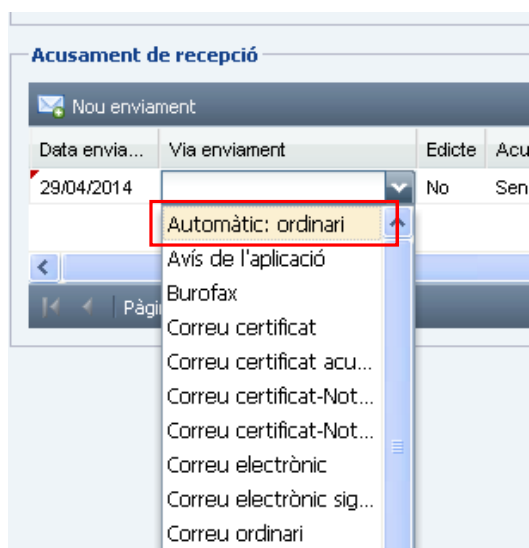 Acusament de recepció
Nou enviament
Data envia... Via enviament Edicte Acu
29/04/2014 No Sen
Automàtic: ordinari
Avís de l'aplicació
Burofax
Pàgi
Correu certificat
Correu certificat acu...
Correu certificat-Not...
Correu certificat-Not...
Correu electrònic
Correu electrònic sig...
Correu ordinari